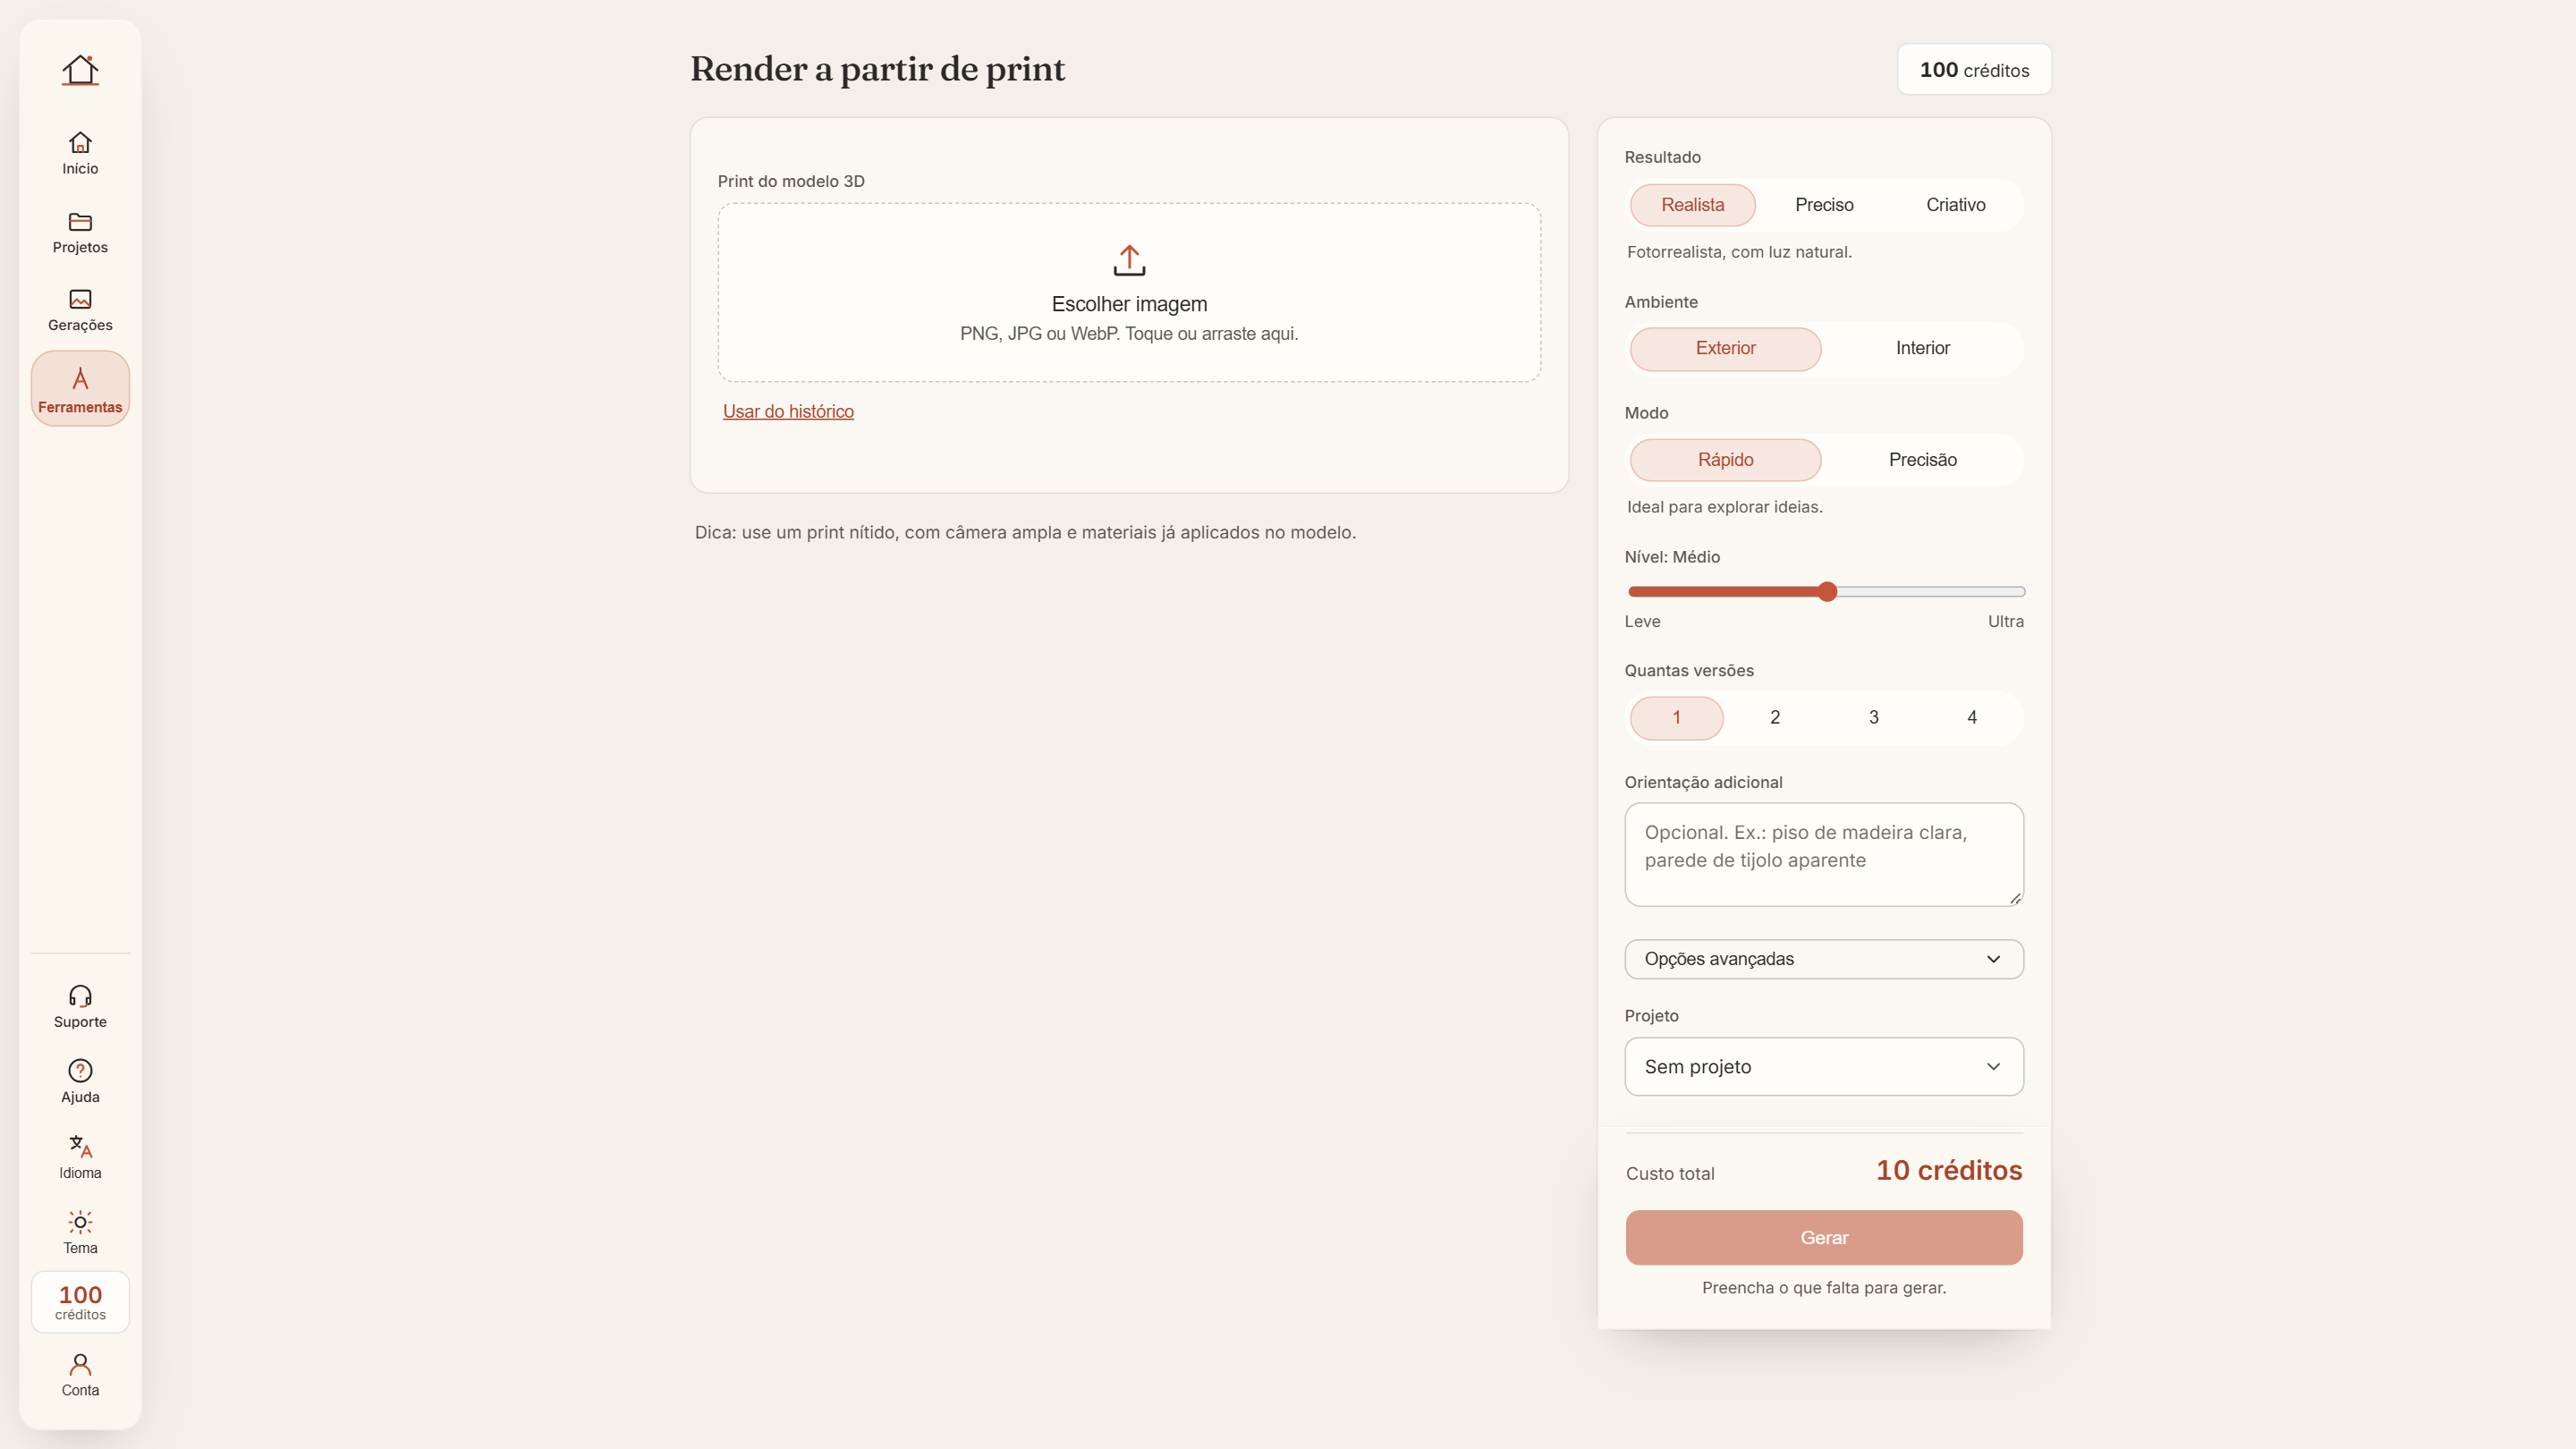 Início
Projetos
Gerações
Ferramentas
Suporte
Ajuda
Idioma
Tema
100
créditos
Conta
Render a partir de print
100 créditos
Print do modelo 3D
Escolher imagem
PNG, JPG ou WebP. Toque ou arraste aqui.
Usar do histórico
Dica: use um print nítido, com câmera ampla e materiais já aplicados no modelo.
Resultado
Realista Preciso Criativo
Fotorrealista, com luz natural.
Ambiente
Exterior Interior
Modo
Rápido Precisão
Ideal para explorar ideias.
Nível: Médio
Leve Ultra
Quantas versões
1 2 3 4
Orientação adicional
Opcional. Ex.: piso de madeira clara,
parede de tijolo aparente
Opções avançadas
Projeto
Sem projeto
Custo total 10 créditos
Gerar
Preencha o que falta para gerar.